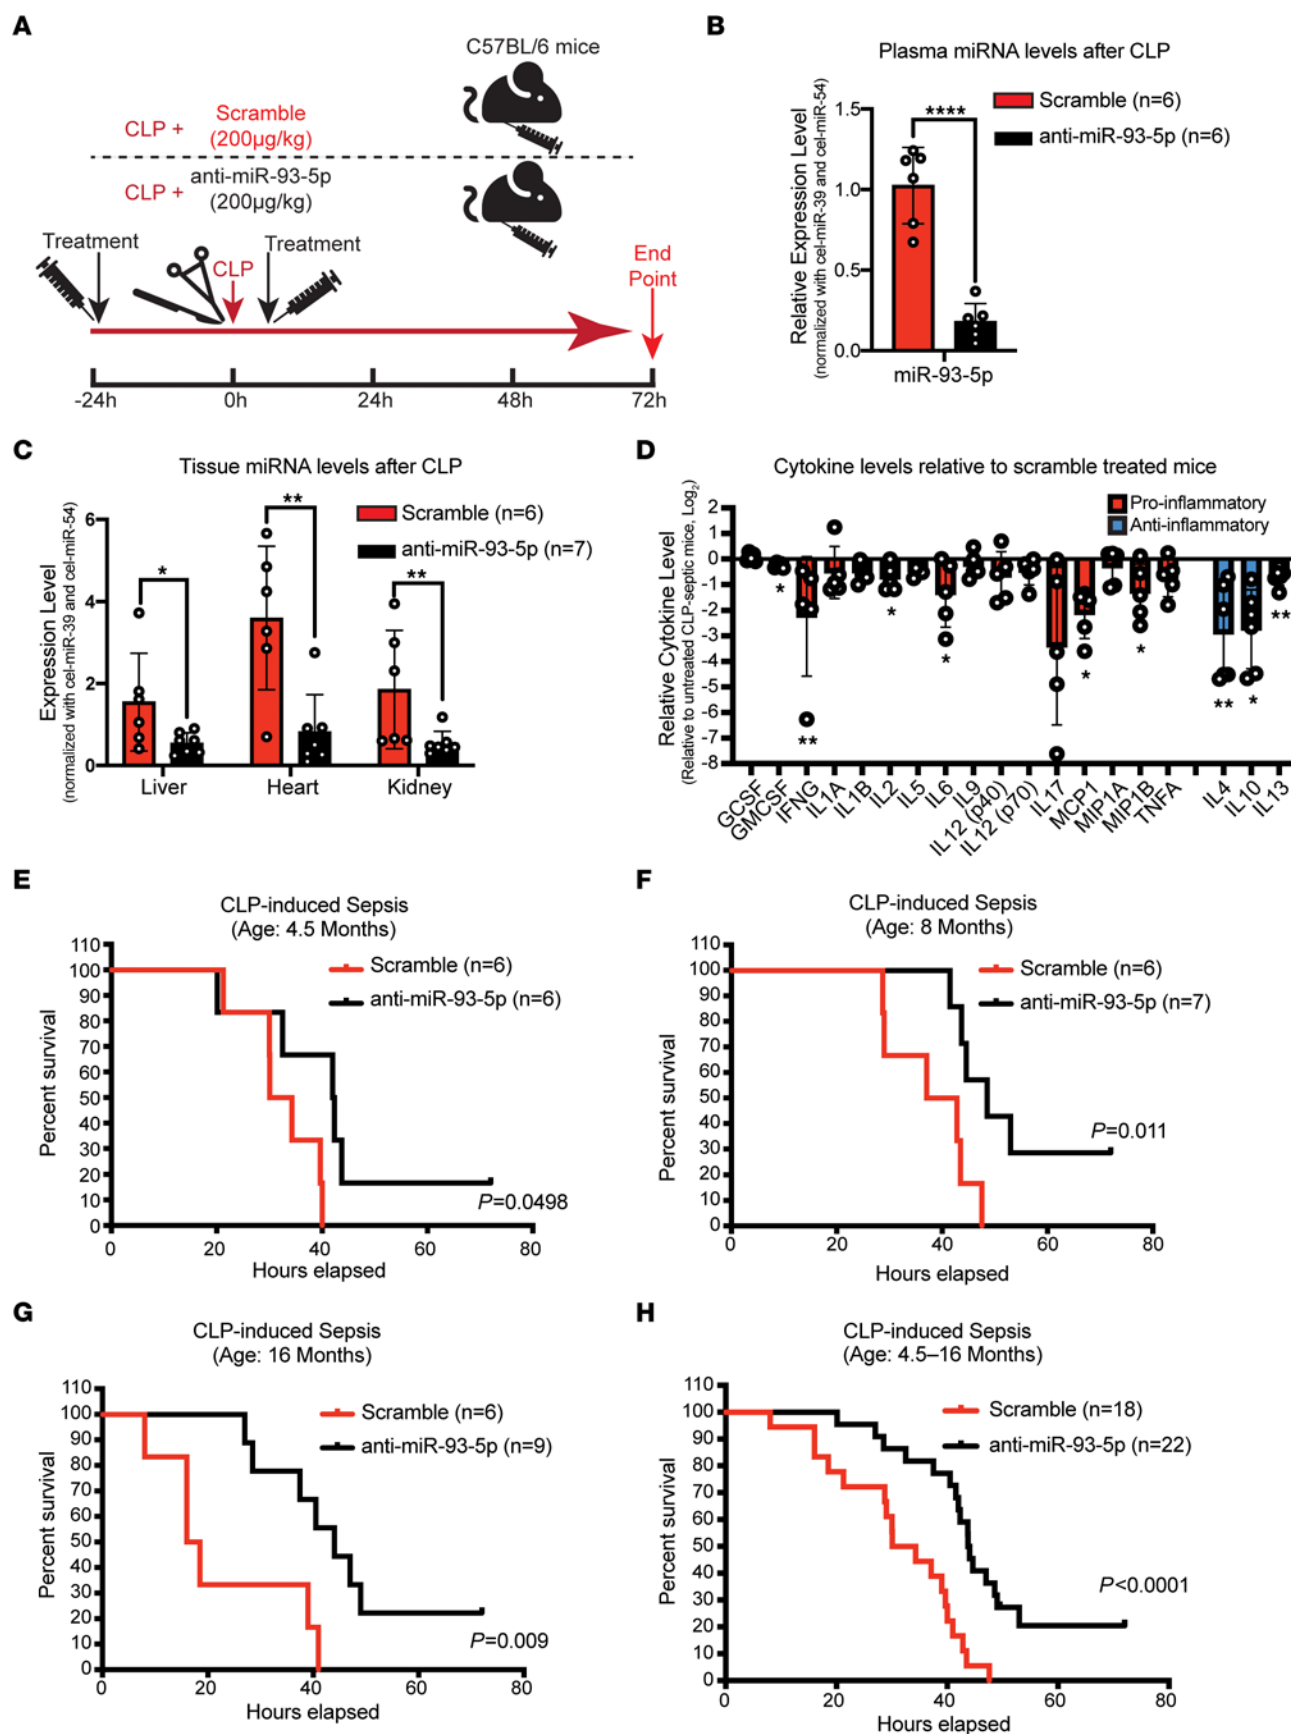 A
C57BL/6 mice
CLP +
Scramble
(200µg/kg)
CLP +
anti-miR-93-5p
(200µg/kg)
Treatment
CLP
Treatment
End
Point
-24h
0h
24h
48h
72h
B
Plasma miRNA levels after CLP
Scramble (n=6)
anti-miR-93-5p (n=6)
Relative Expression Level
(normalized with cel-miR-39 and cel-miR-54)
1.5
1.0
0.5
0.0
****
miR-93-5p
C
Tissue miRNA levels after CLP
Scramble (n=6)
anti-miR-93-5p (n=7)
Expression Level
(normalized with cel-miR-39 and cel-miR-54)
6
4
2
0
*
**
**
Liver
Heart
Kidney
D
Cytokine levels relative to scramble treated mice
Pro-inflammatory
Anti-inflammatory
Relative Cytokine Level
(Relative to untreated CLP-septic mice, Log2)
2
1
0
-1
-2
-3
-4
-5
-6
-7
-8
*
**
*
*
*
*
**
*
**
GCSF
GMCSF
IFNG
IL1A
IL1B
IL2
IL5
IL6
IL9
IL12 (p40)
IL12 (p70)
IL17
MCP1
MIP1A
MIP1B
TNFA
IL4
IL10
IL13
E
CLP-induced Sepsis
(Age: 4.5 Months)
Scramble (n=6)
anti-miR-93-5p (n=6)
Percent survival
110
100
90
80
70
60
50
40
30
20
10
0
P=0.0498
0
20
40
60
80
Hours elapsed
F
CLP-induced Sepsis
(Age: 8 Months)
Scramble (n=6)
anti-miR-93-5p (n=7)
Percent survival
110
100
90
80
70
60
50
40
30
20
10
0
P=0.011
0
20
40
60
80
Hours elapsed
G
CLP-induced Sepsis
(Age: 16 Months)
Scramble (n=6)
anti-miR-93-5p (n=9)
Percent survival
110
100
90
80
70
60
50
40
30
20
10
0
P=0.009
0
20
40
60
80
Hours elapsed
H
CLP-induced Sepsis
(Age: 4.5–16 Months)
Scramble (n=18)
anti-miR-93-5p (n=22)
Percent survival
110
100
90
80
70
60
50
40
30
20
10
0
P<0.0001
0
20
40
60
80
Hours elapsed